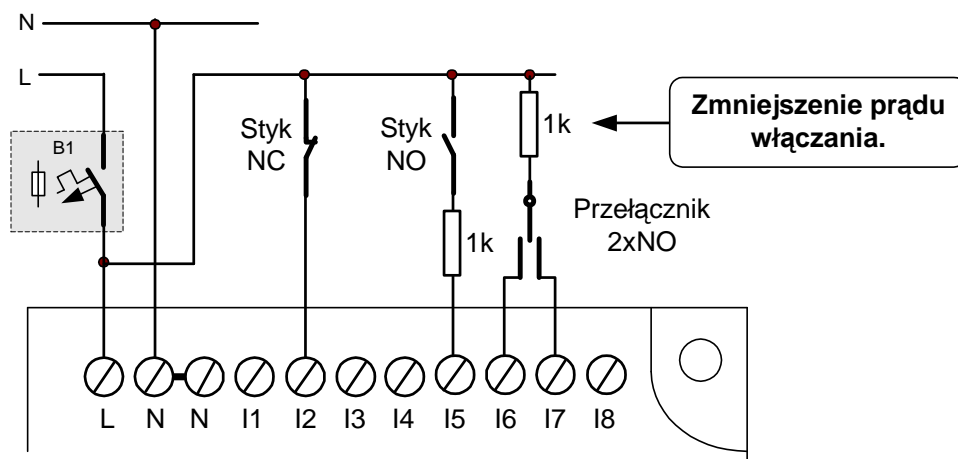 N
L
B1
Styk
NC
Styk
NO
1k
1k
Zmniejszenie prądu
włączania.
Przełącznik
2xNO
L N N I1 I2 I3 I4 I5 I6 I7 I8